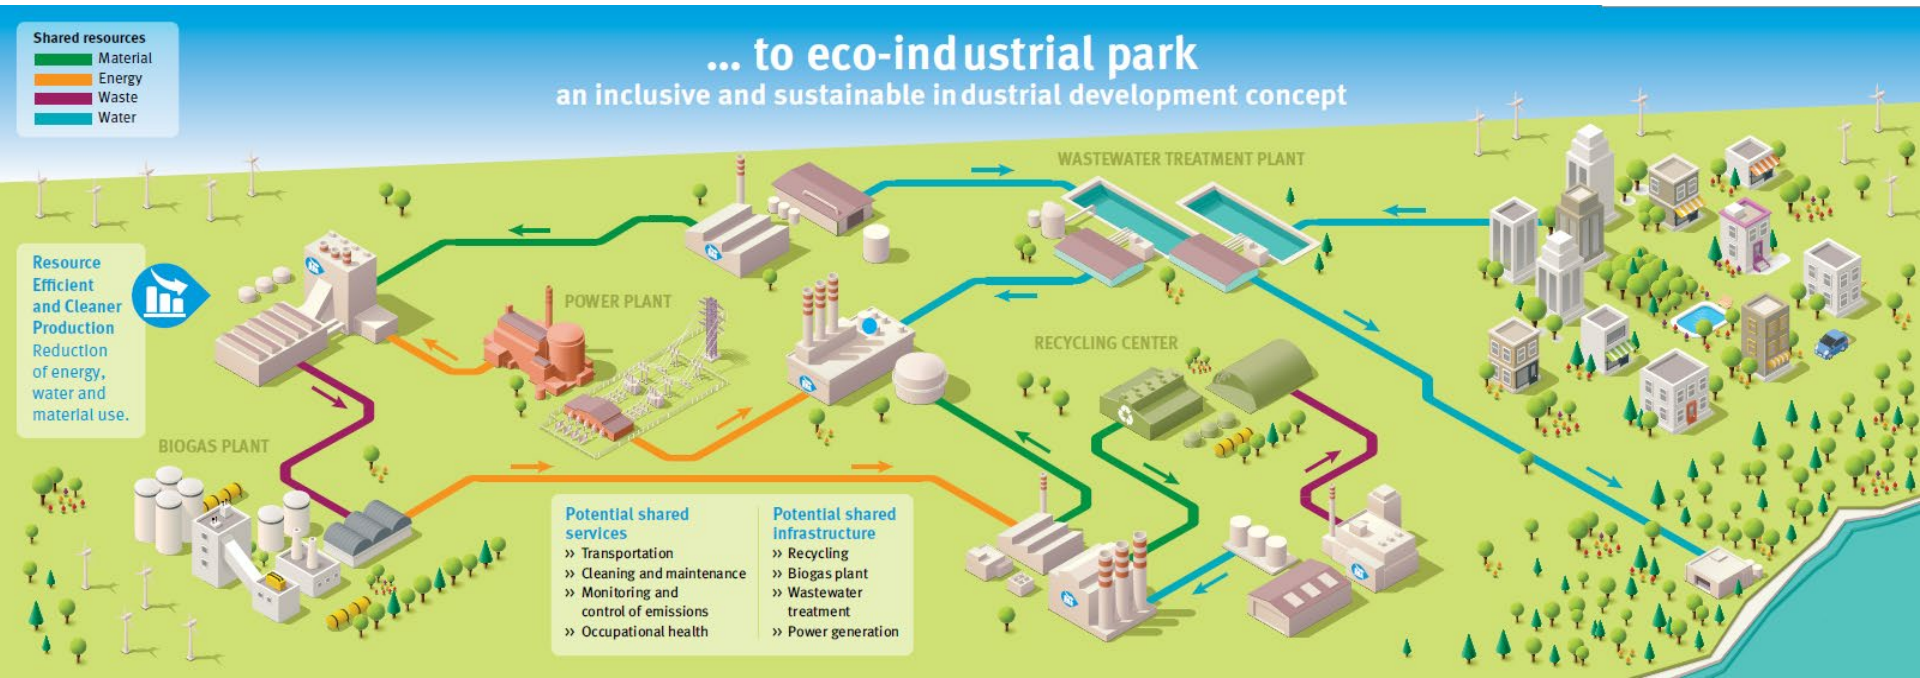 Shared resources
Material
Energy
Waste
Water
... to eco-industrial park
an inclusive and sustainable industrial development concept
WASTEWATER TREATMENT PLANT
Resource
Efficient
and Cleaner
Production
Reduction
of energy,
water and
material use.
POWER PLANT
RECYCLING CENTER
BIOGAS PLANT
Potential shared
services
» Transportation
» Cleaning and maintenance
» Monitoring and
control of emissions
» Occupational health
Potential shared
infrastructure
» Recycling
» Biogas plant
» Wastewater
treatment
» Power generation